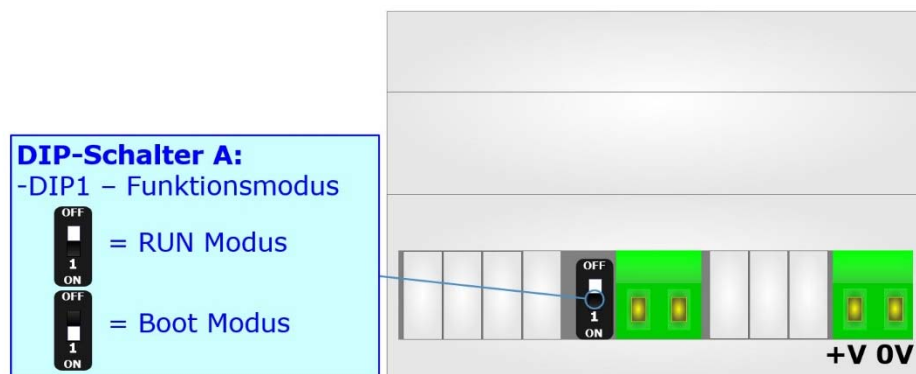 DIP-Schalter A:
-DIP1 – Funktionsmodus
OFF
1
ON
= RUN Modus
OFF
1
ON
= Boot Modus
OFF
1
ON
+V 0V